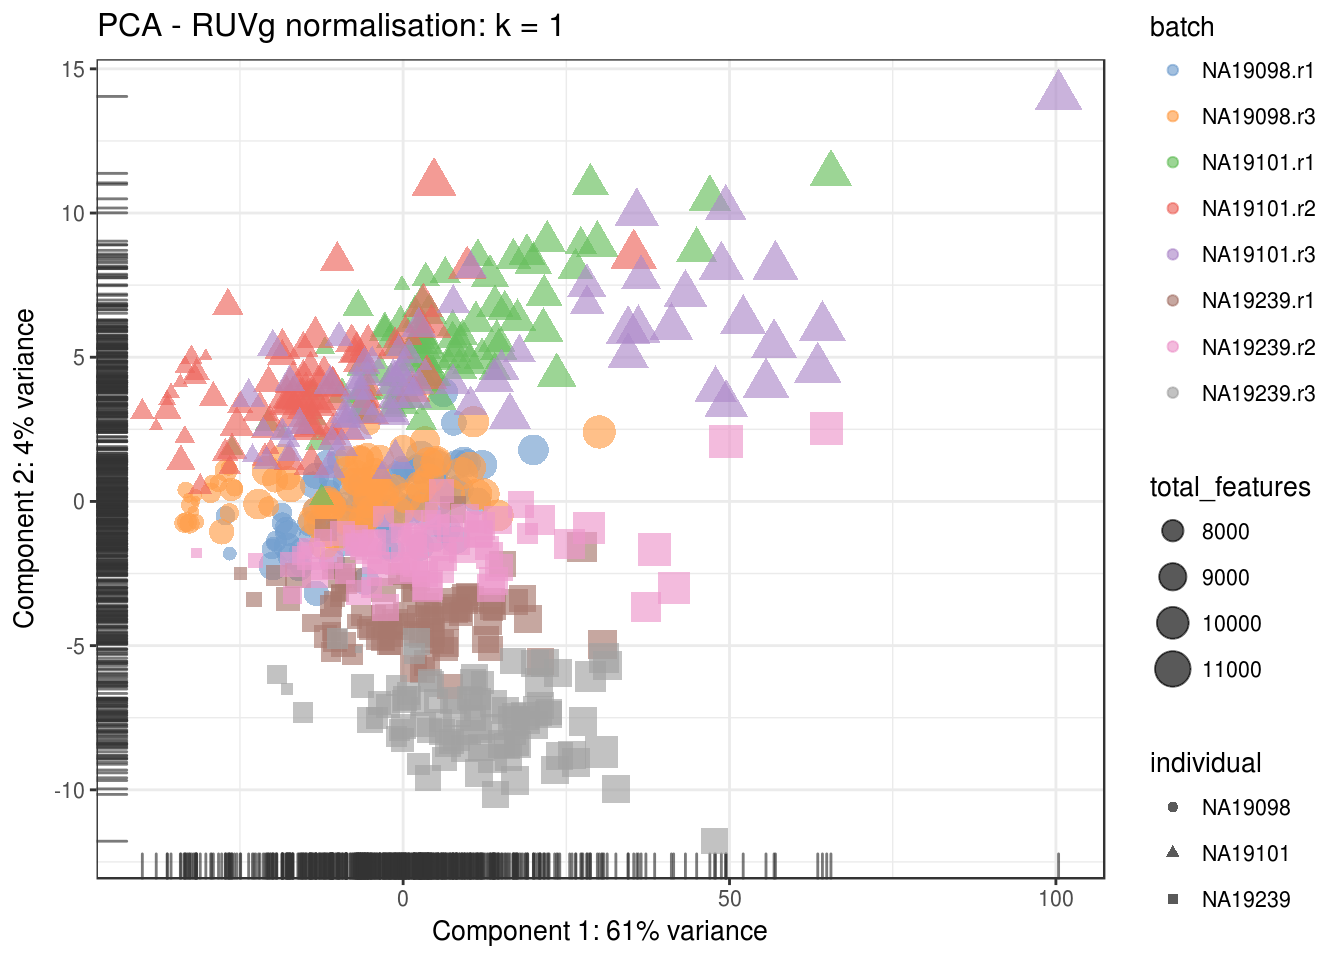 PCA - RUVg normalisation: k = 1
15
10
5
0
-5
-10
0
50
100
Component 1: 61% variance
Component 2: 4% variance
batch
NA19098.r1
NA19098.r3
NA19101.r1
NA19101.r2
NA19101.r3
NA19239.r1
NA19239.r2
NA19239.r3
total_features
8000
9000
10000
11000
individual
NA19098
NA19101
NA19239